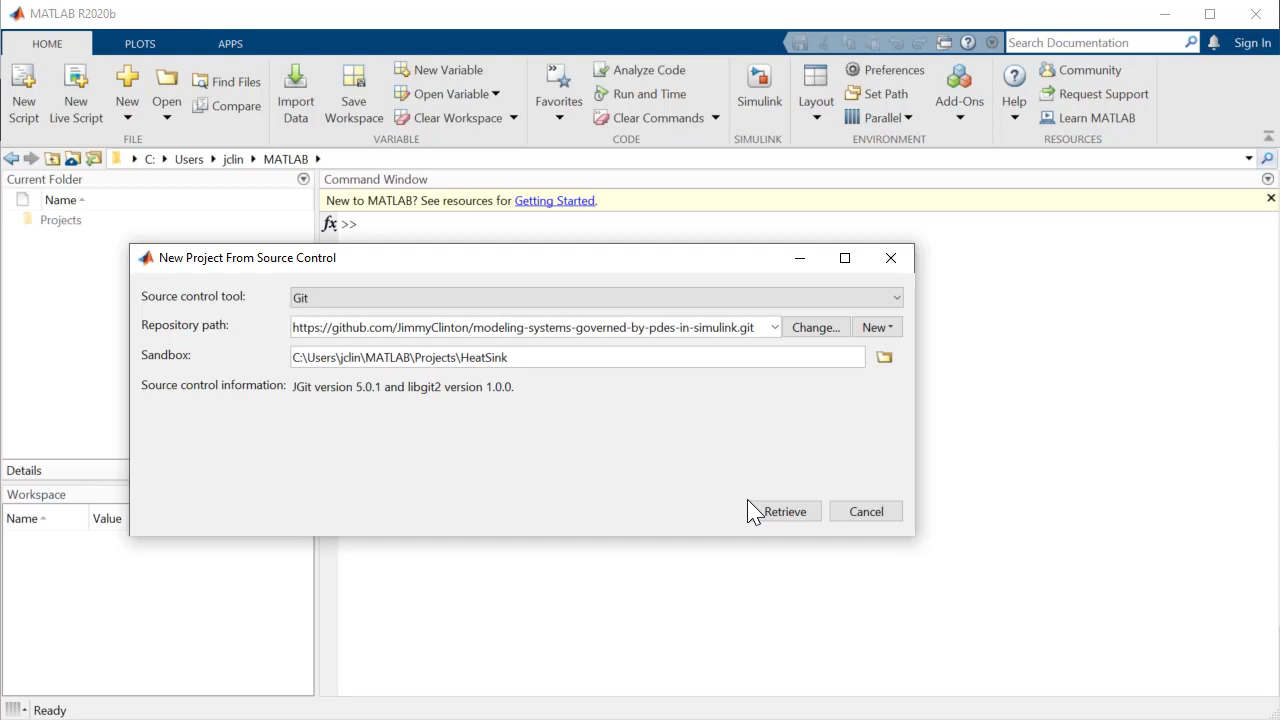 MATLAB R2020b
HOME PLOTS APPS
Search Documentation Sign In
New Script
New Live Script
New
Open
Find Files
Compare
FILE
Import Data
Save Workspace
New Variable
Open Variable
Clear Workspace
VARIABLE
Favorites
Analyze Code
Run and Time
Clear Commands
CODE
Simulink
SIMULINK
Layout
Preferences
Set Path
Parallel
Add-Ons
ENVIRONMENT
Help
Community
Request Support
Learn MATLAB
RESOURCES
C: Users jclin MATLAB
Current Folder
Name
Projects
Command Window
New to MATLAB? See resources for Getting Started.
fx >>
New Project From Source Control
Source control tool: Git
Repository path: https://github.com/JimmyClinton/modeling-systems-governed-by-pdes-in-simulink.git Change... New
Sandbox: C:\Users\jclin\MATLAB\Projects\HeatSink
Source control information: JGit version 5.0.1 and libgit2 version 1.0.0.
Retrieve Cancel
Details
Workspace
Name Value
Ready